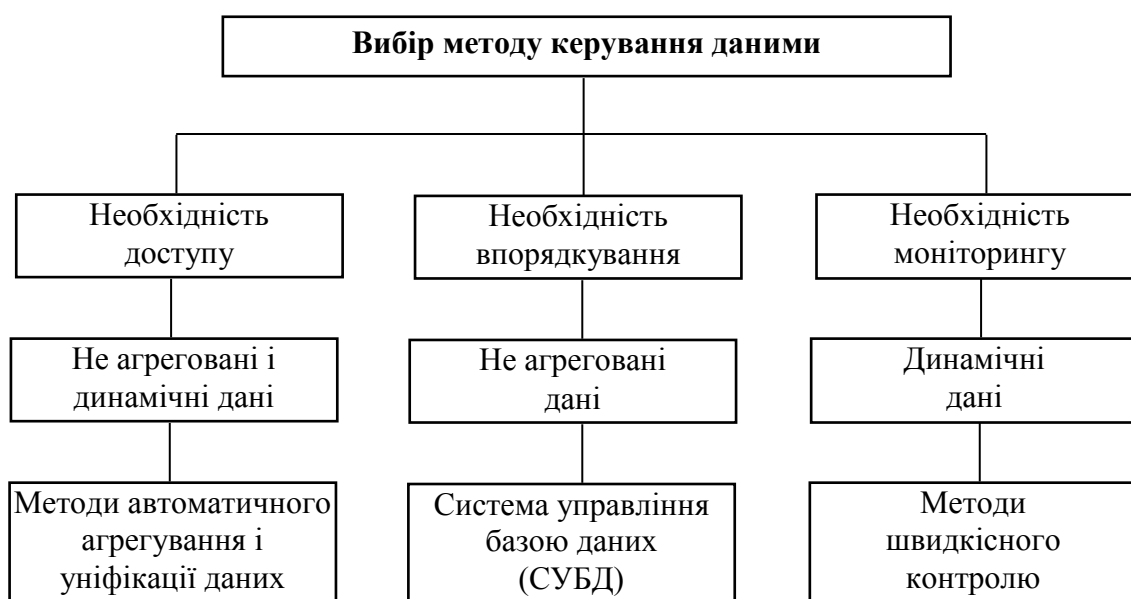 Вибір методу керування даними
Необхідність
доступу
Необхідність
впорядкування
Необхідність
моніторингу
Не агреговані і
динамічні дані
Не агреговані
дані
Динамічні
дані
Методи автоматичного
агрегування і
уніфікації даних
Система управління
базою даних
(СУБД)
Методи
швидкісного
контролю